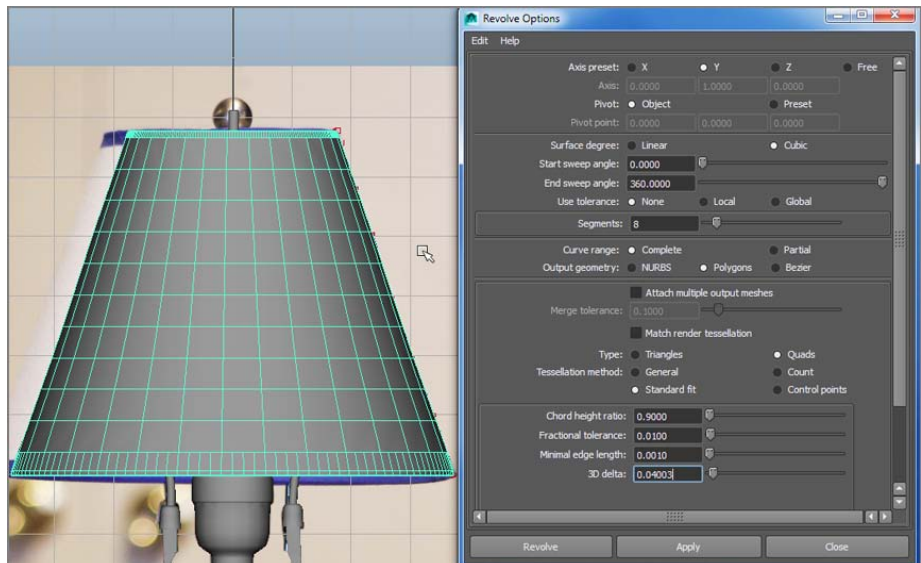 Revolve Options
Edit Help
Axis preset: X Y Z Free
Axis: 0.0000 1.0000 0.0000
Pivot: Object Preset
Pivot point: 0.0000 0.0000 0.0000
Surface degree: Linear Cubic
Start sweep angle: 0.0000
End sweep angle: 360.0000
Use tolerance: None Local Global
Segments: 8
Curve range: Complete Partial
Output geometry: NURBS Polygons Bezier
Attach multiple output meshes
Merge tolerance: 0.1000
Match render tessellation
Type: Triangles Quads
Tessellation method: General Count
Standard fit Control points
Chord height ratio: 0.9000
Fractional tolerance: 0.0100
Minimal edge length: 0.0010
3D delta: 0.04003
Revolve Apply Close